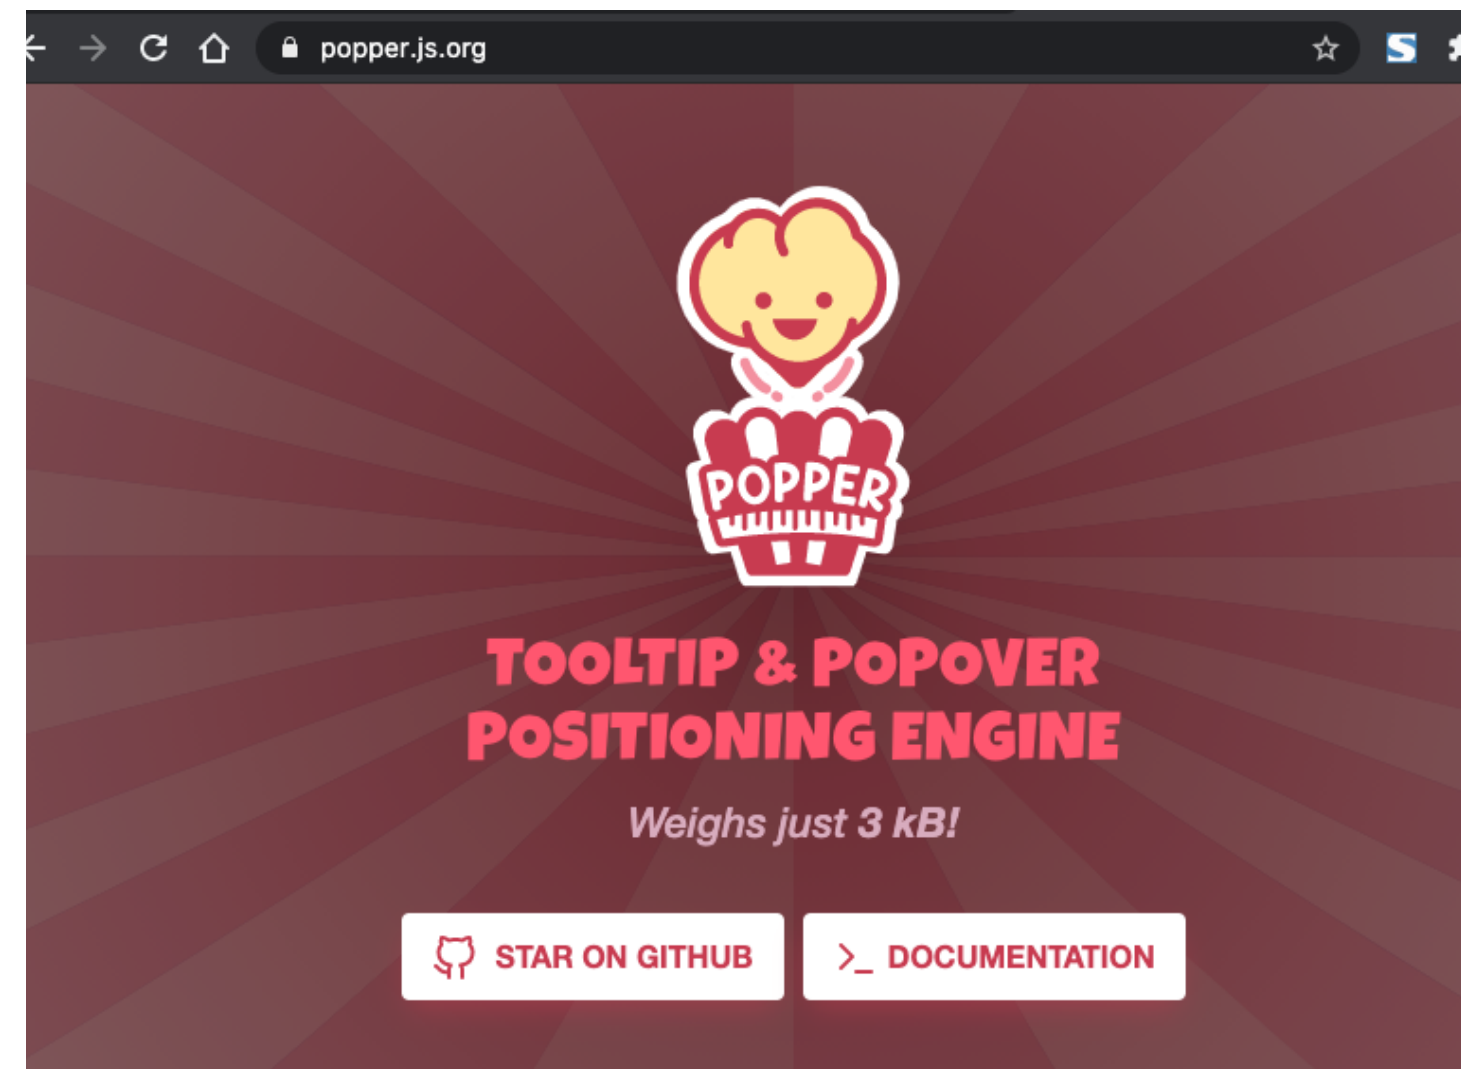 popper.js.org
POPPER
TOOLTIP & POPOVER
POSITIONING ENGINE
Weighs just 3 kB!
STAR ON GITHUB
>_ DOCUMENTATION